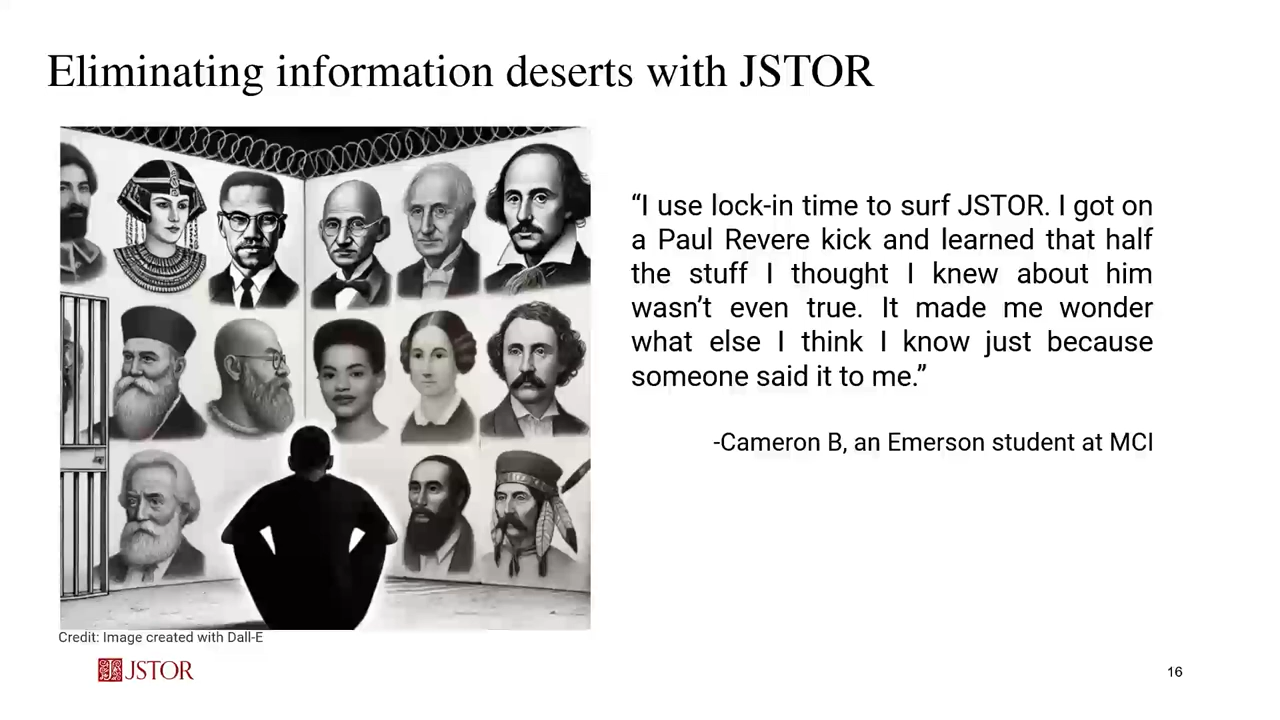 Eliminating information deserts with JSTOR
“I use lock-in time to surf JSTOR. I got on
a Paul Revere kick and learned that half
the stuff I thought I knew about him
wasn’t even true. It made me wonder
what else I think I know just because
someone said it to me.”
-Cameron B, an Emerson student at MCI
Credit: Image created with Dall-E
JSTOR
16